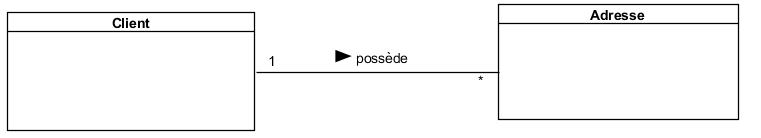 Client
Adresse
1
possède
*